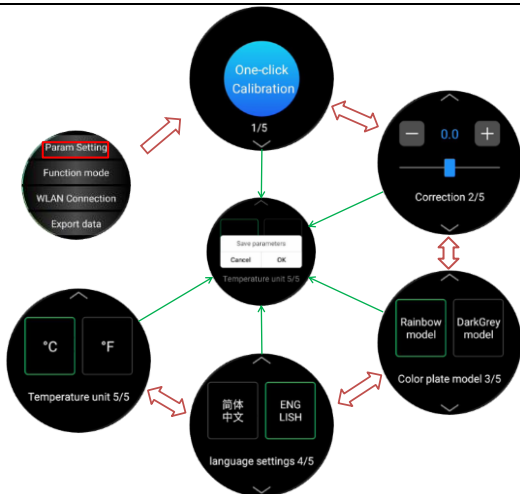 One-click
Calibration
1/5
Param Setting
Function mode
WLAN Connection
Export data
0.0
Correction 2/5
Save parameters
Cancel OK
Temperature unit 5/5
Rainbow
model
DarkGrey
model
Color plate model 3/5
°C °F
Temperature unit 5/5
简体
中文
ENG
LISH
language settings 4/5